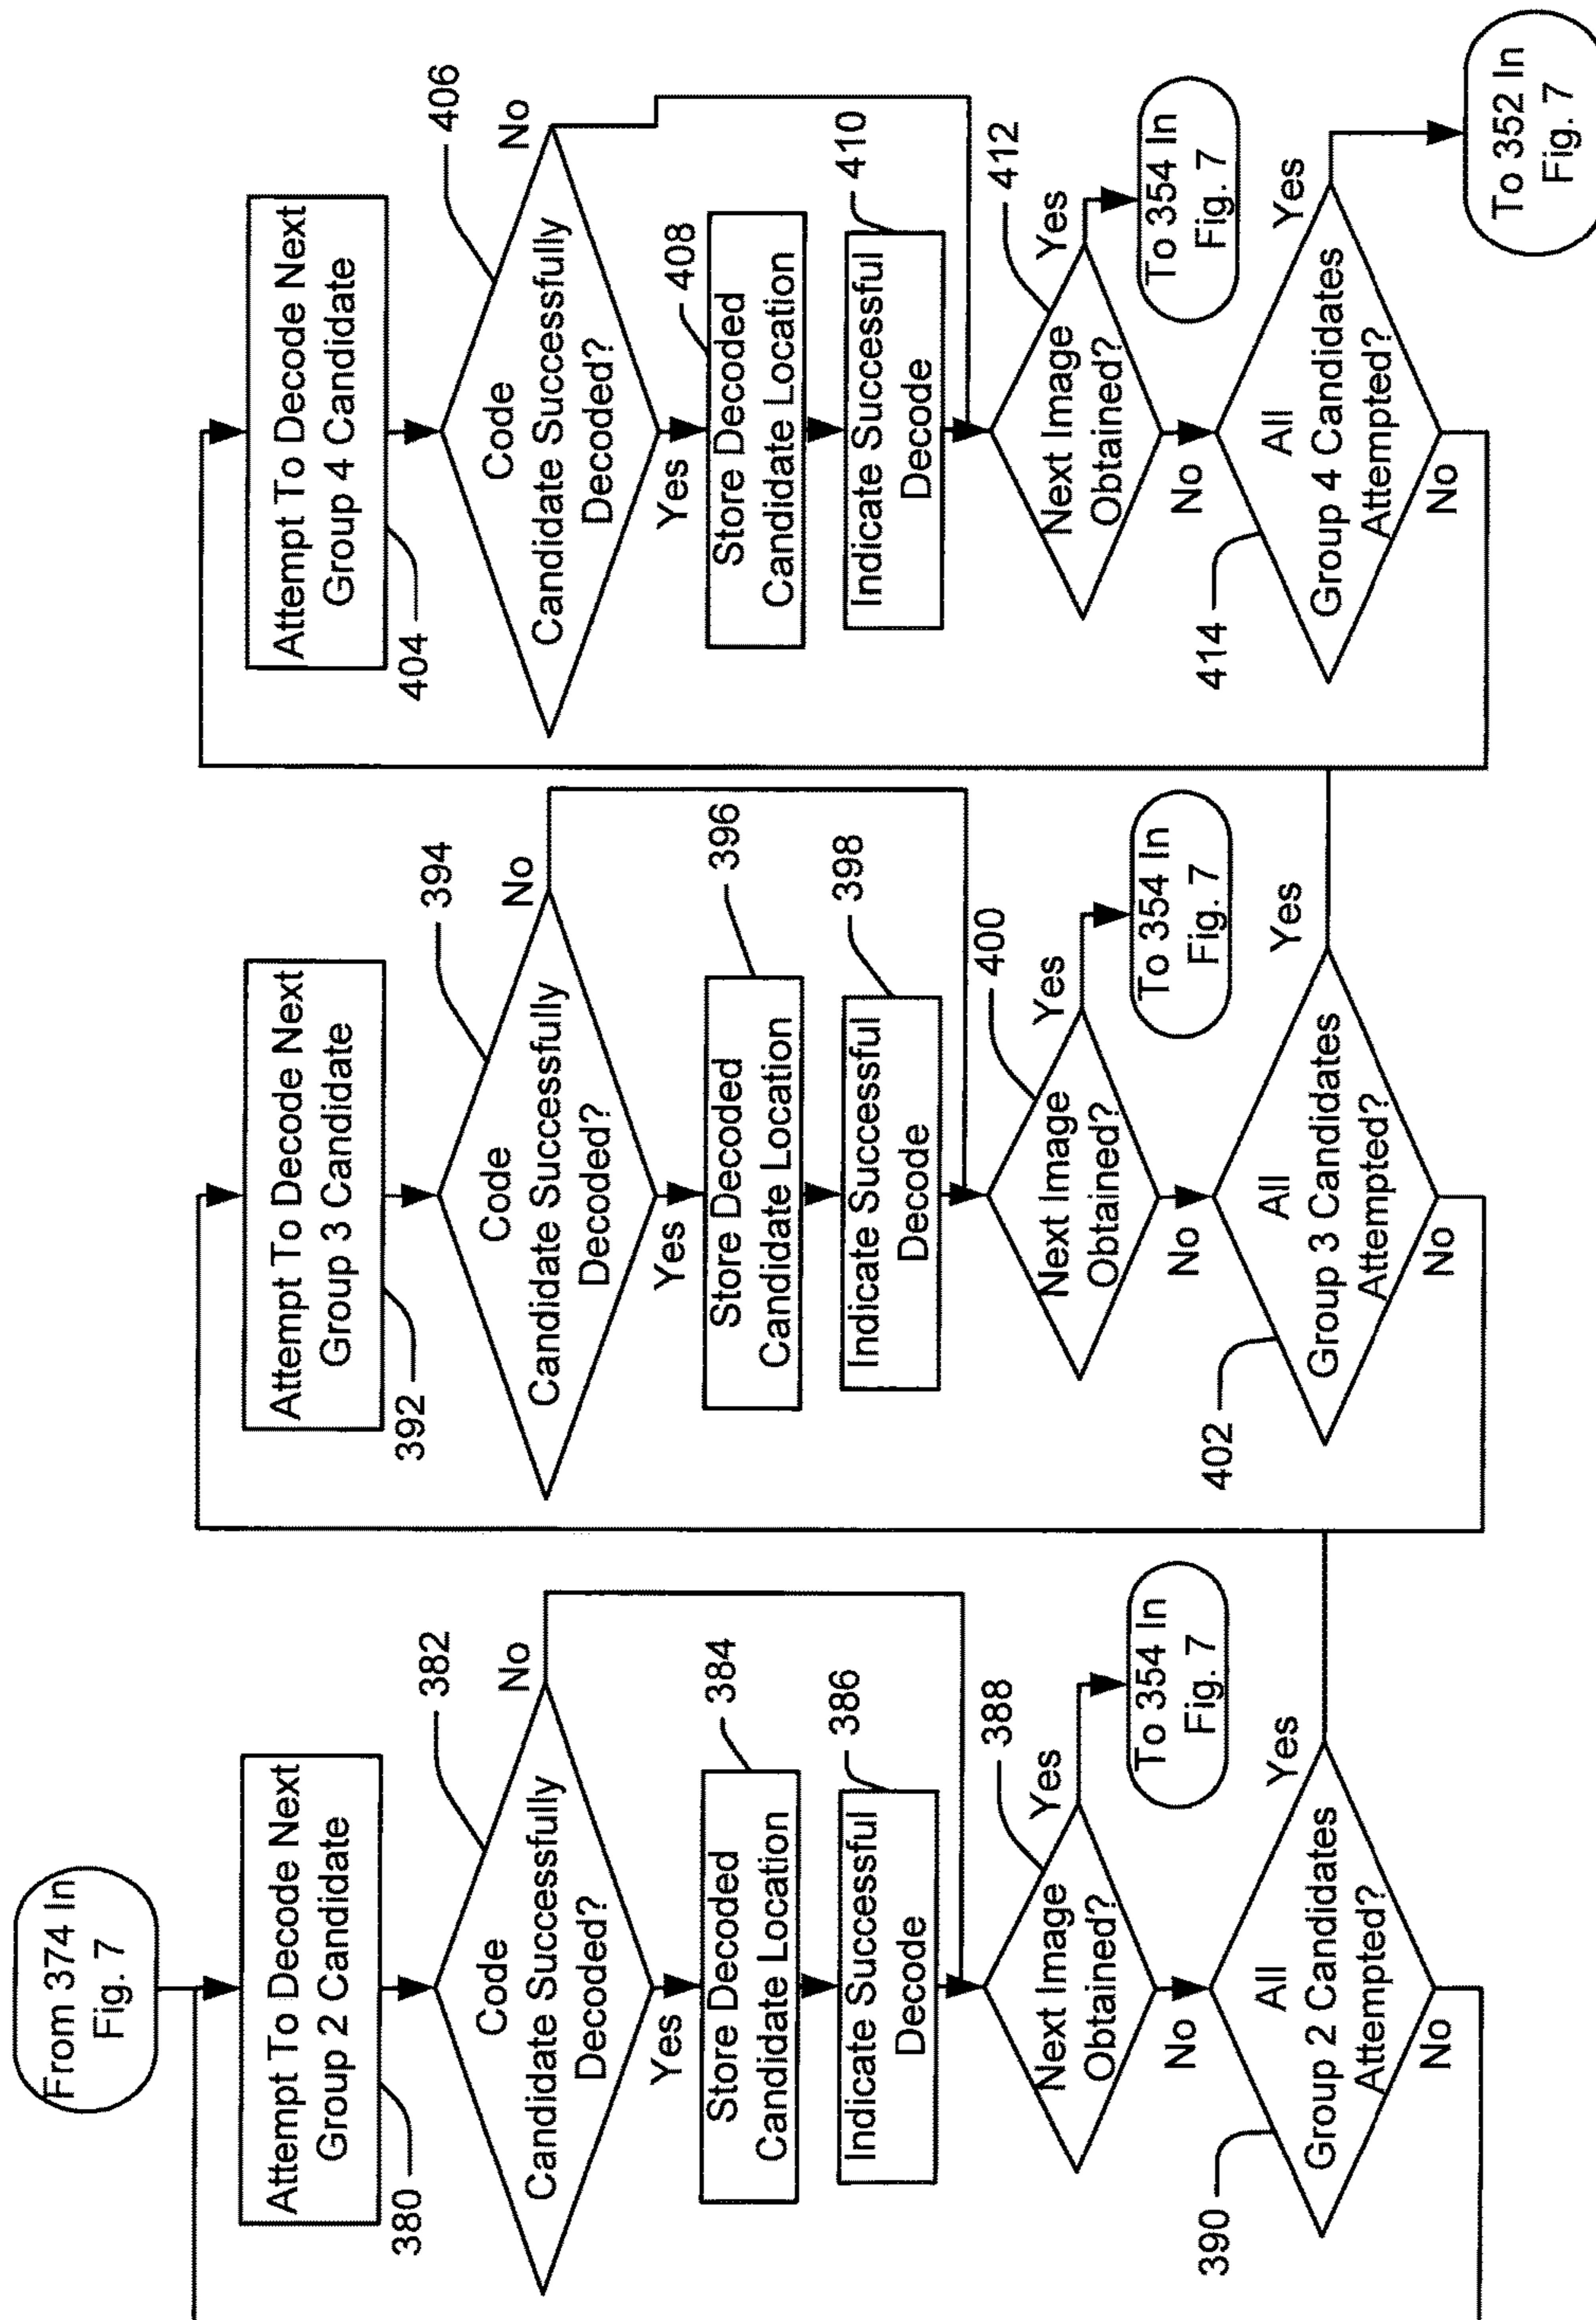 From 374 In
Fig. 7
Attempt To Decode Next
Group 2 Candidate
380
Code
Candidate Successfully
Decoded?
382
No
Yes
Store Decoded
Candidate Location
384
Indicate Successful
Decode
386
Next Image
Obtained?
388
Yes
To 354 In
Fig. 7
No
All
Group 2 Candidates
Attempted?
390
Yes
No
Attempt To Decode Next
Group 3 Candidate
392
Code
Candidate Successfully
Decoded?
394
No
Yes
Store Decoded
Candidate Location
396
Indicate Successful
Decode
398
Next Image
Obtained?
400
Yes
To 354 In
Fig. 7
No
All
Group 3 Candidates
Attempted?
402
Yes
No
Attempt To Decode Next
Group 4 Candidate
404
Code
Candidate Successfully
Decoded?
406
No
Yes
Store Decoded
Candidate Location
408
Indicate Successful
Decode
410
Next Image
Obtained?
412
Yes
To 354 In
Fig. 7
No
All
Group 4 Candidates
Attempted?
414
Yes
No
To 352 In
Fig. 7